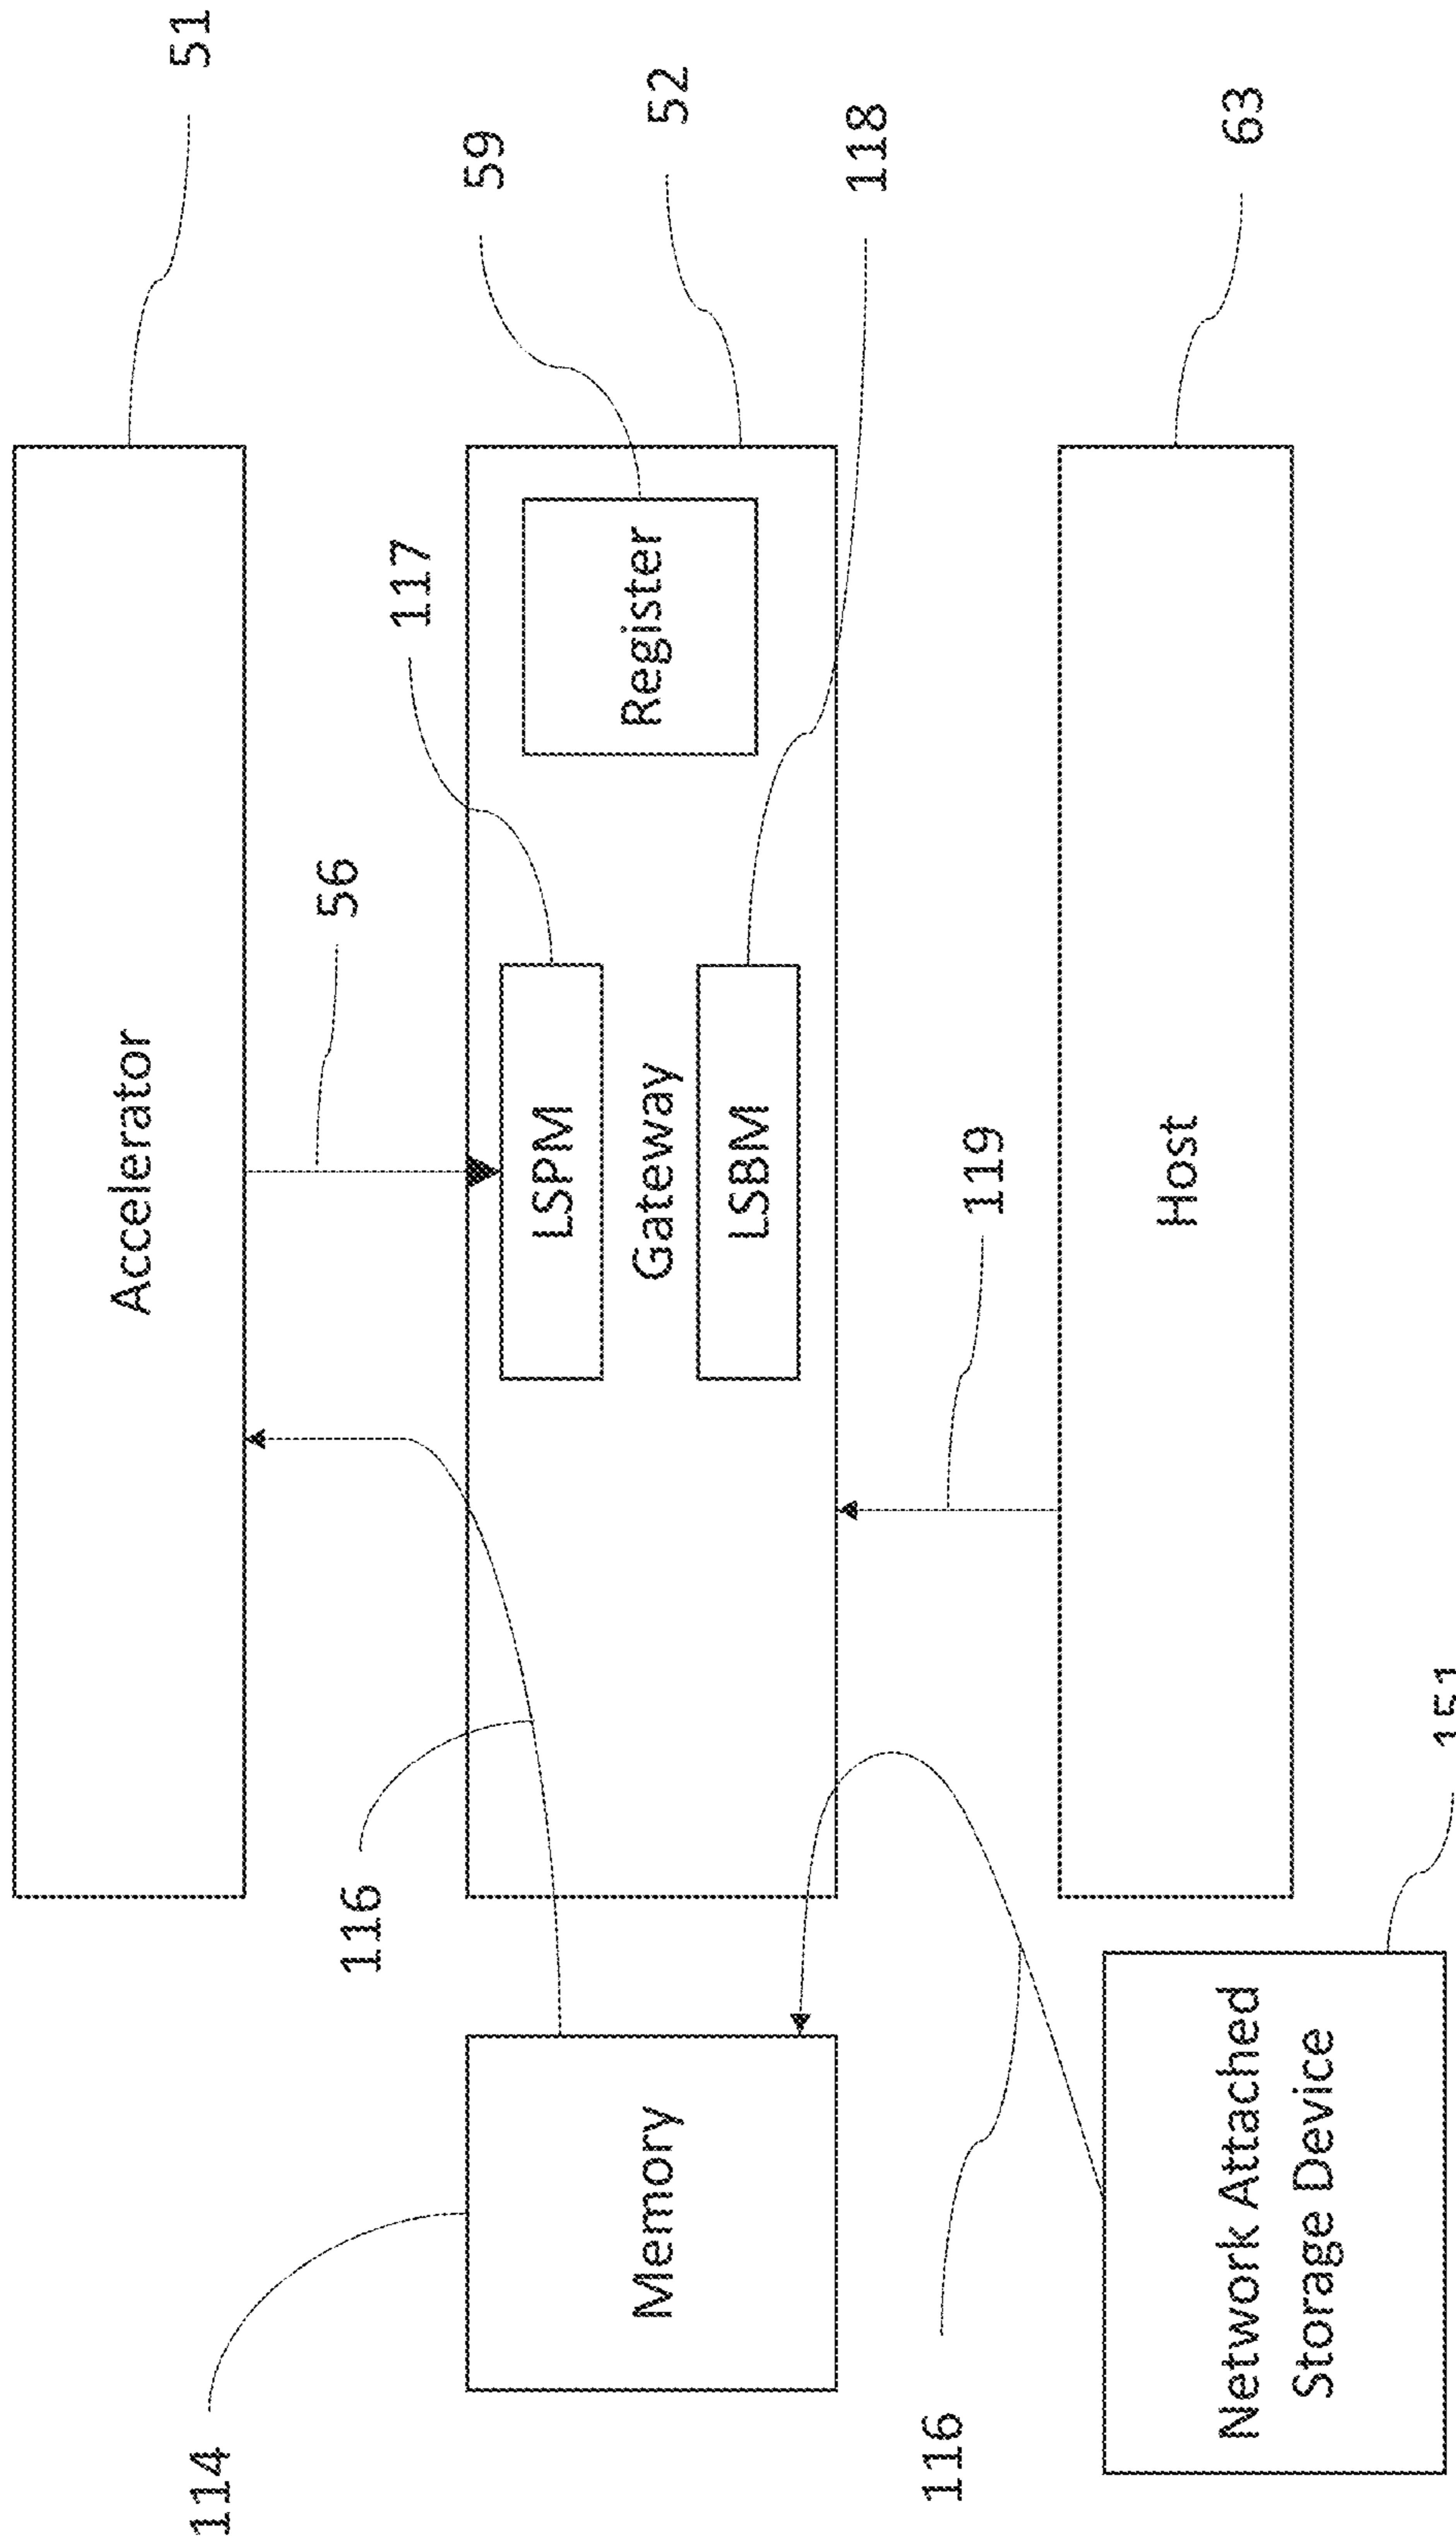 Accelerator
51
114
116
56
117
59
LSPM
Memory
Gateway
Register
52
LSBM
118
116
119
Host
63
Network Attached
Storage Device
151